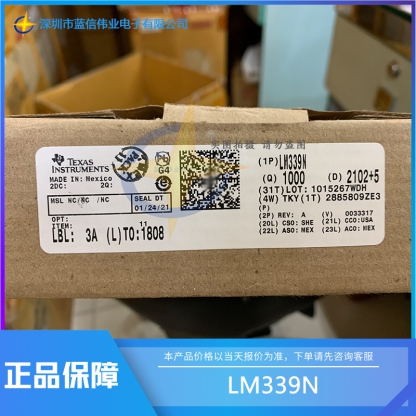 深圳市蓝信伟业电子有限公司
TEXAS
INSTRUMENTS
MADE IN: Mexico
2DC: 2Q:
Pb
G4
MSL NC/NC /NC
SEAL DT
01/24/21
OPT:
ITEM: 11
LBL: 3A (L)TO:1808
(1P)LM339N
(Q) 1000 (D) 2102+5
(31T)LOT: 1015267WDH
(4W) TKY(1T) 2885809ZE3
(P)
(2P) REV: A (V) 0033317
(20L) CSO: SHE (21L) CCO:USA
(22L) ASO: NEX (23L) ACO: MEX
正品保障
本产品价格以当天报价为准，下单请先咨询客服
LM339N